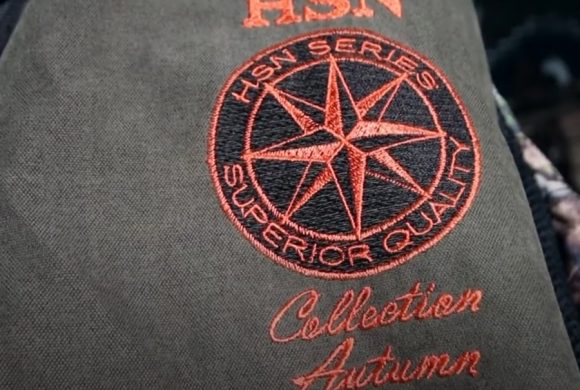 HSN
HSN SERIES
SUPERIOR QUALITY
Collection
Autumn